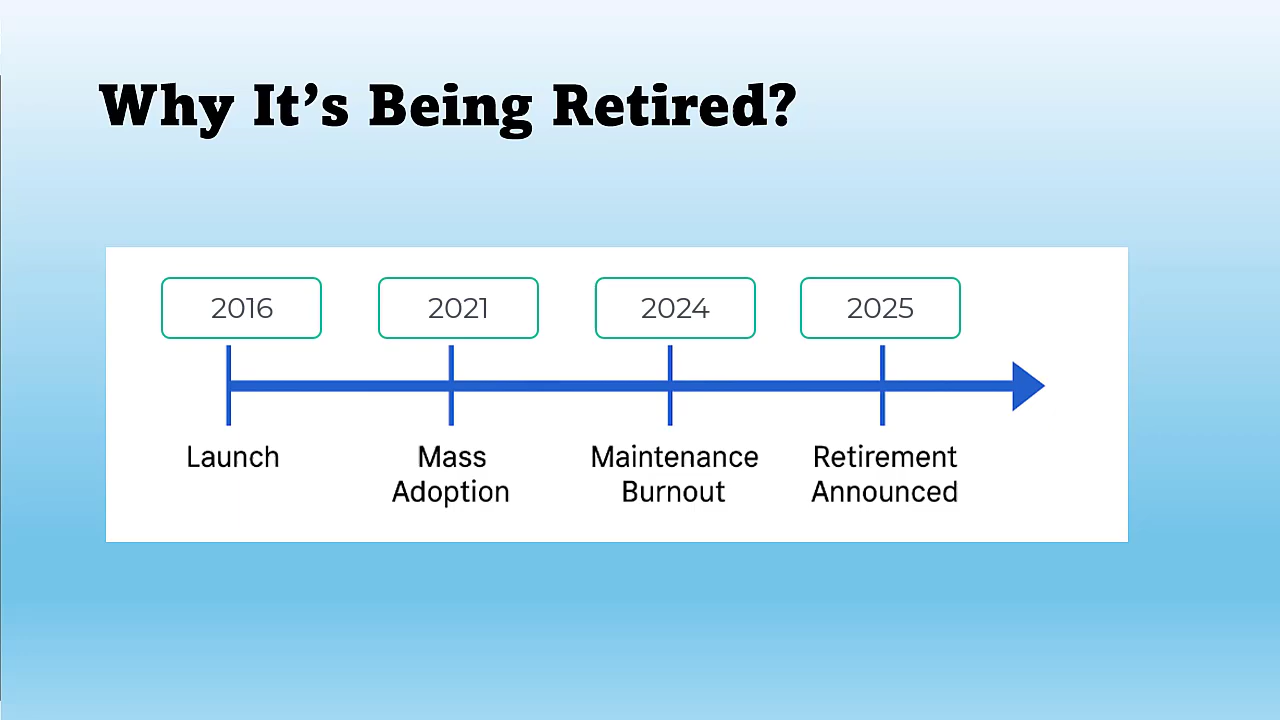 Why It’s Being Retired?
2016 2021 2024 2025
Launch Mass Maintenance Retirement
Adoption Burnout Announced